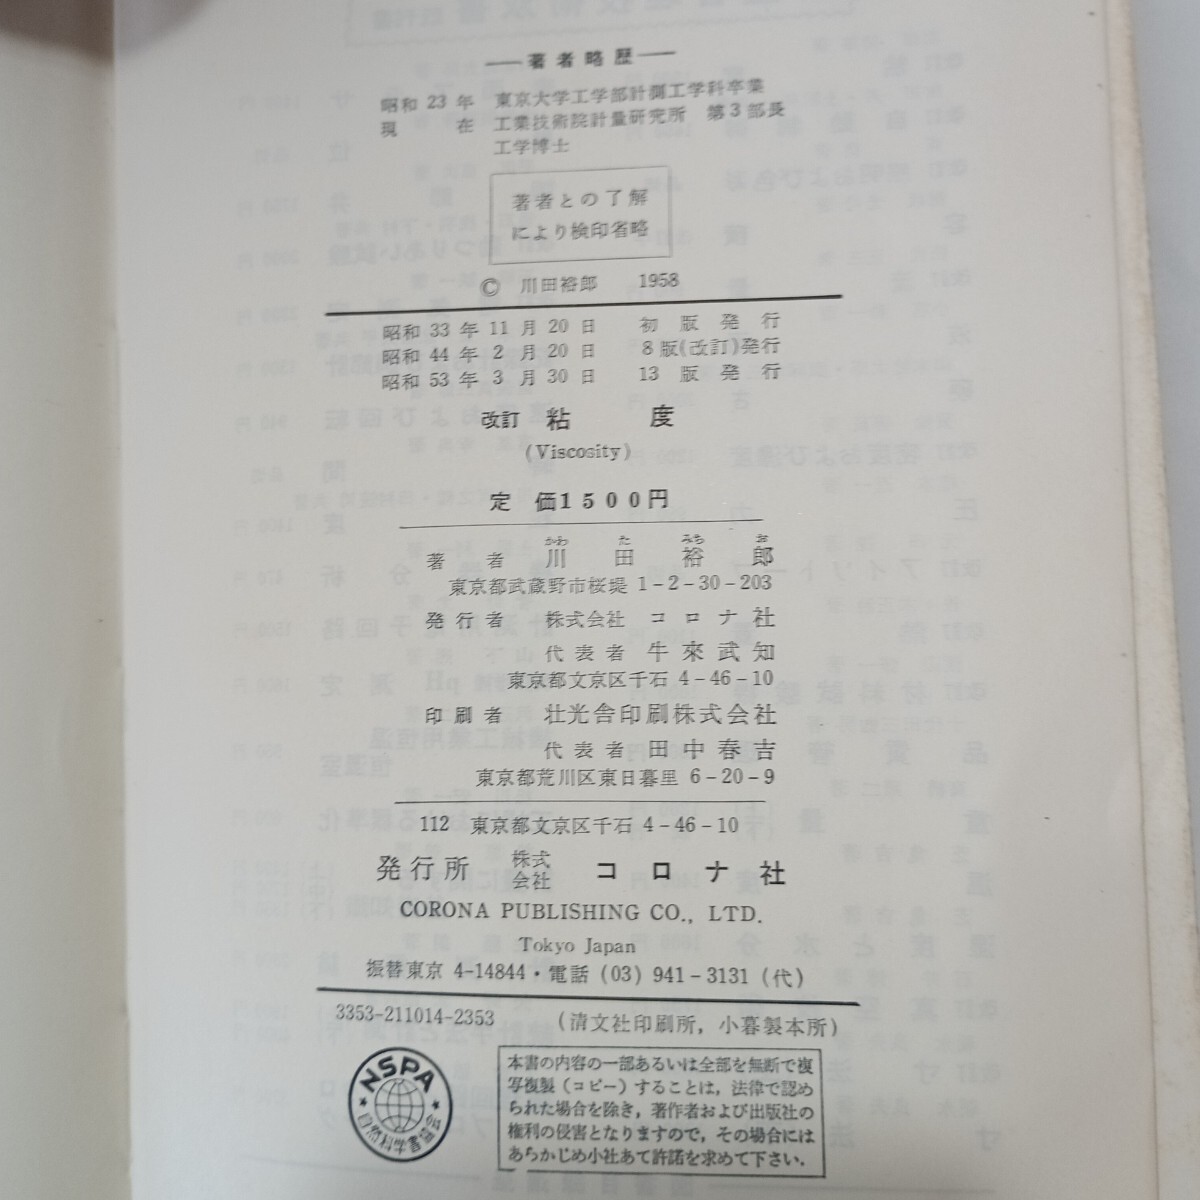 著者略歴
昭和 23 年 東京大学工学部計測工学科卒業
現 在 工業技術院計量研究所 第3部長
工学博士
著者との了解
により検印省略
© 川田裕郎 1958
昭和 33 年 11 月 20 日 初 版 発 行
昭和 44 年 2 月 20 日 8版(改訂)発行
昭和 53 年 3 月 30 日 13 版 発 行
改訂 粘 度
(Viscosity)
定 価1500円
かわ た みち お
著 者 川 田 裕 郎
東京都武蔵野市桜堤 1-2-30-203
発 行 者 株式会社 コロナ社
代 表 者 牛來武知
東京都文京区千石 4-46-10
印 刷 者 壮光舎印刷株式会社
代 表 者 田中春吉
東京都荒川区東日暮里 6-20-9
112 東京都文京区千石 4-46-10
発行所 株式会社 コロナ社
CORONA PUBLISHING CO., LTD.
Tokyo Japan
振替東京 4-14844・電話 (03) 941-3131 (代)
3353-211014-2353 (清文社印刷所, 小暮製本所)
NSPA
自然科学書協会
本書の内容の一部あるいは全部を無断で複
写複製(コピー)することは,法律で認め
られた場合を除き,著作者および出版社の
権利の侵害となりますので,その場合には
あらかじめ小社あて許諾を求めて下さい.